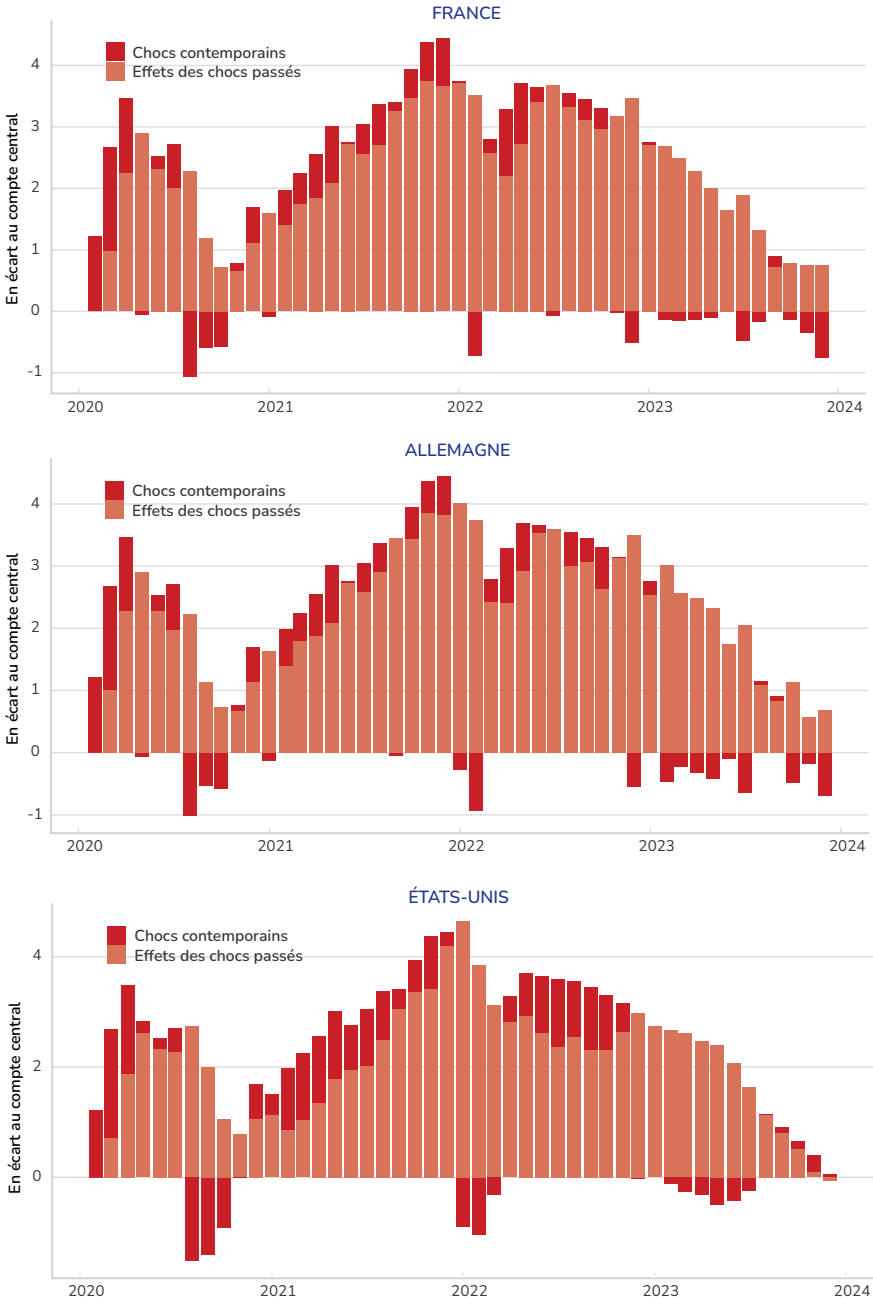 FRANCE
Chocs contemporains
Effets des chocs passés
En écart au compte central
4
3
2
1
0
-1
2020 2021 2022 2023 2024
ALLEMAGNE
Chocs contemporains
Effets des chocs passés
En écart au compte central
4
3
2
1
0
-1
2020 2021 2022 2023 2024
ÉTATS-UNIS
Chocs contemporains
Effets des chocs passés
En écart au compte central
4
2
0
2020 2021 2022 2023 2024